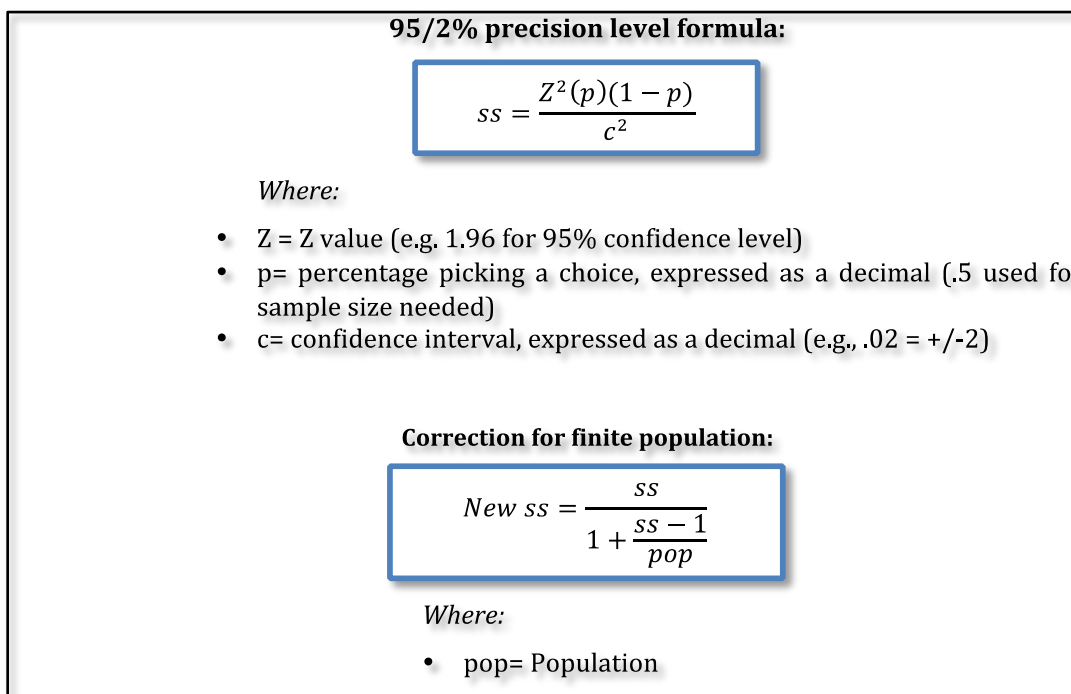 95/2% precision level formula:
ss = Z²(p)(1 − p) / c²
Where:
• Z = Z value (e.g. 1.96 for 95% confidence level)
• p= percentage picking a choice, expressed as a decimal (.5 used fo
sample size needed)
• c= confidence interval, expressed as a decimal (e.g., .02 = +/-2)
Correction for finite population:
New ss = ss / (1 + (ss − 1) / pop)
Where:
• pop= Population